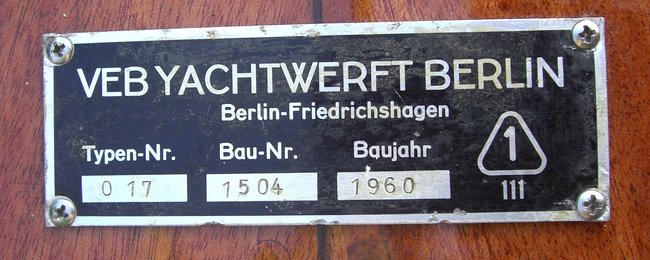 VEB YACHTWERFT BERLIN
Berlin-Friedrichshagen
Typen-Nr. Bau-Nr. Baujahr
0 17 1504 1960
1
111